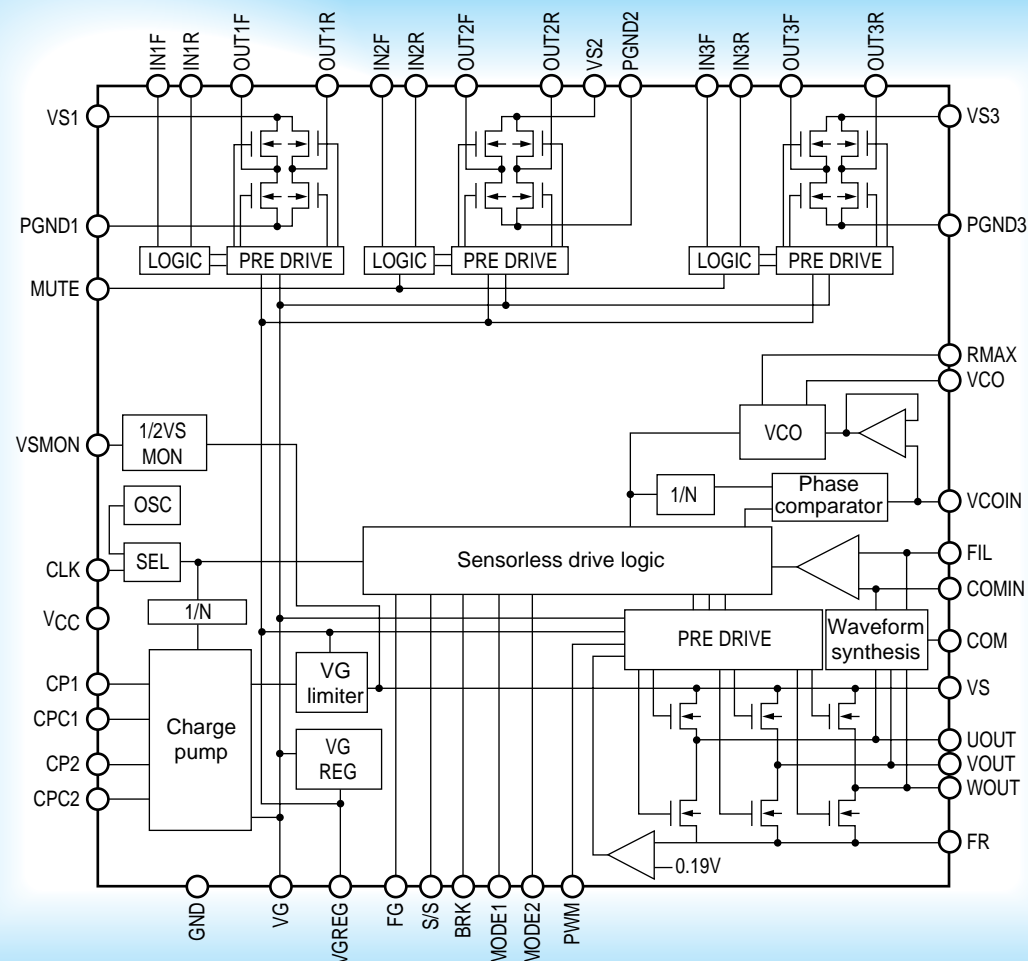 IN1F
IN1R
OUT1F
OUT1R
IN2F
IN2R
OUT2F
OUT2R
VS2
PGND2
IN3F
IN3R
OUT3F
OUT3R
VS1
VS3
PGND1
PGND3
LOGIC
PRE DRIVE
LOGIC
PRE DRIVE
LOGIC
PRE DRIVE
MUTE
RMAX
VCO
VSMON
1/2VS
MON
VCO
OSC
1/N
Phase
comparator
VCOIN
CLK
SEL
Sensorless drive logic
FIL
COMIN
VCC
1/N
PRE DRIVE
Waveform
synthesis
COM
CP1
CPC1
CP2
CPC2
Charge
pump
VG
limiter
VS
VG
REG
UOUT
VOUT
WOUT
FR
0.19V
GND
VG
VGREG
FG
S/S
BRK
MODE1
MODE2
PWM